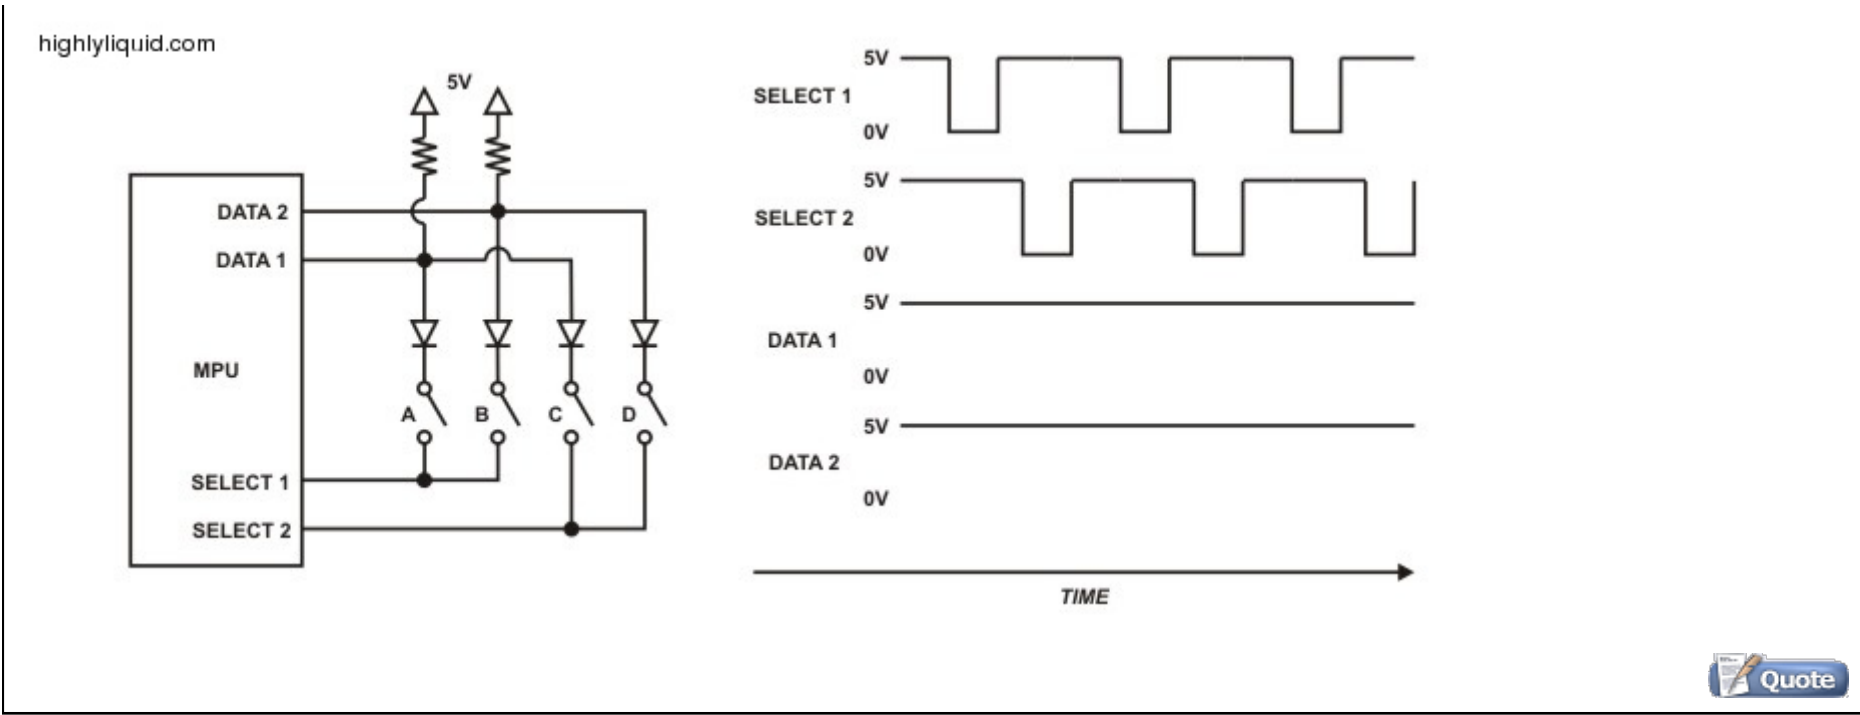 highlyliquid.com
5V
DATA 2
DATA 1
MPU
A B C D
SELECT 1
SELECT 2
5V
SELECT 1
0V
5V
SELECT 2
0V
5V
DATA 1
0V
5V
DATA 2
0V
TIME
Quote